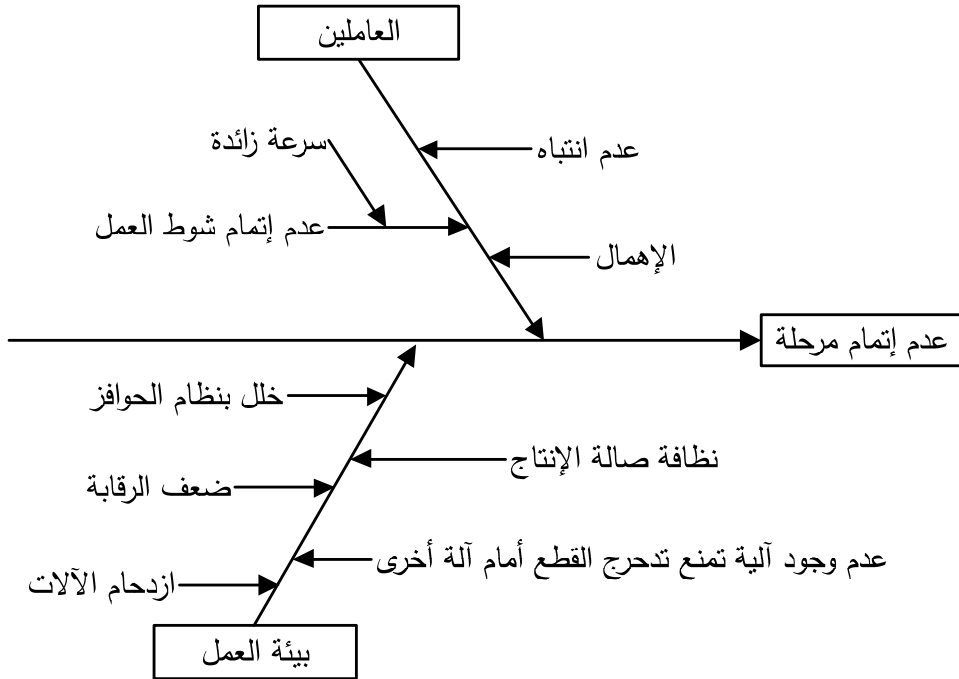 العاملين
سرعة زائدة
عدم انتباه
عدم إتمام شوط العمل
الإهمال
عدم إتمام مرحلة
خلل بنظام الحوافز
نظافة صالة الإنتاج
ضعف الرقابة
عدم وجود آلية تمنع تدحرج القطع أمام آلة أخرى
ازدحام الآلات
بيئة العمل